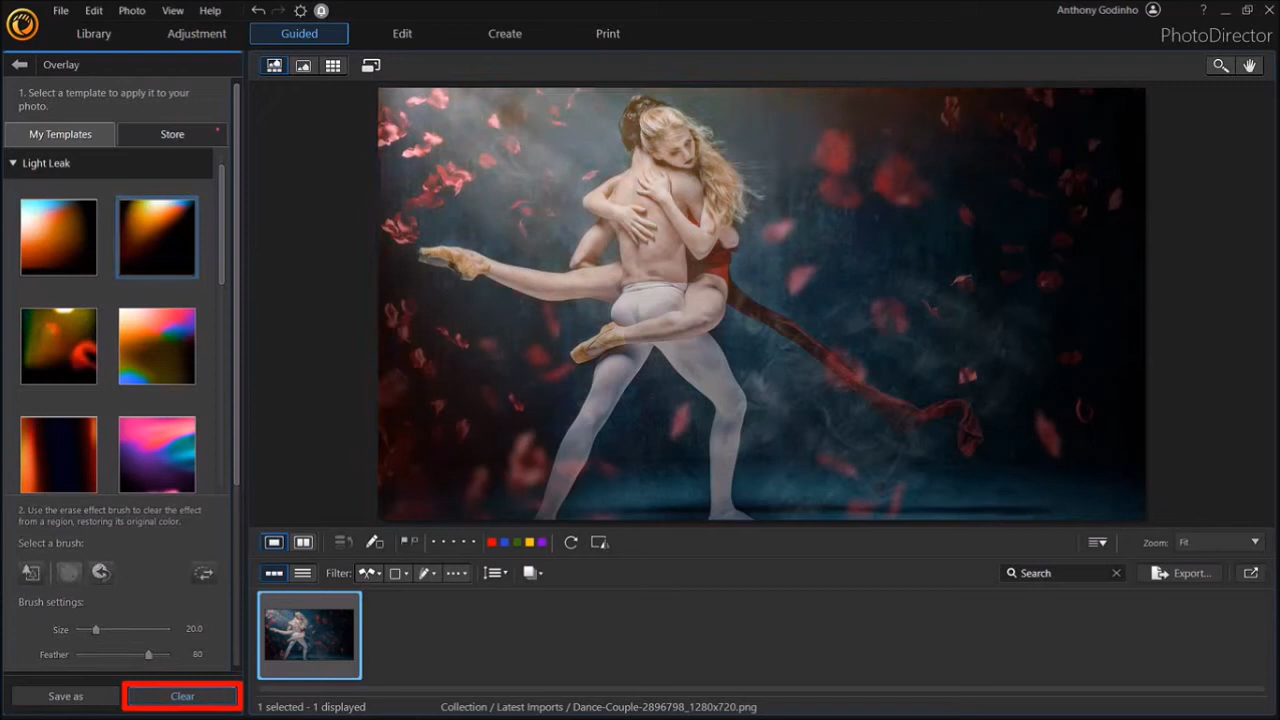 File Edit Photo View Help
Anthony Godinho
?
Library Adjustment Guided Edit Create Print
PhotoDirector
Overlay
1. Select a template to apply it to your
photo.
My Templates Store
Light Leak
2. Use the erase effect brush to clear the effect
from a region, restoring its original color.
Select a brush:
Brush settings:
Size 20.0
Feather 80
Save as Clear
Zoom: Fit
Filter:
Search
Export...
1 selected - 1 displayed
Collection / Latest Imports / Dance-Couple-2896798_1280x720.png